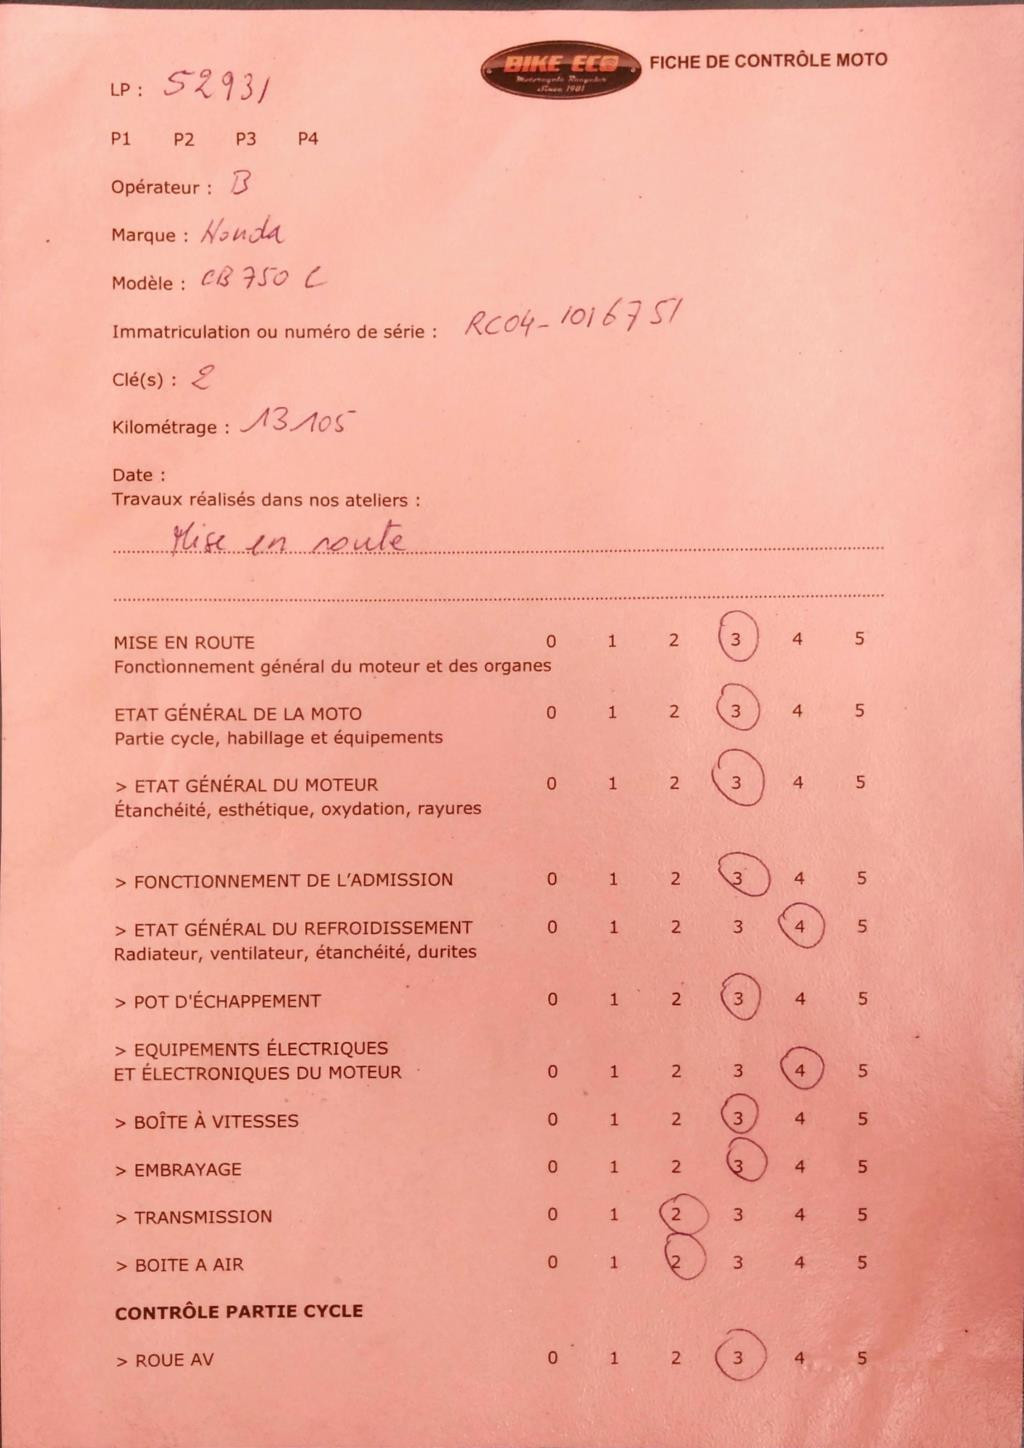 BIKE ECO
Motorcycle Recycler
Since 1981
FICHE DE CONTRÔLE MOTO
LP : 52931
P1 P2 P3 P4
Opérateur : B
Marque : Honda
Modèle : CB 750 C
Immatriculation ou numéro de série : RC04-1016751
Clé(s) : 2
Kilométrage : 13105
Date :
Travaux réalisés dans nos ateliers :
Mise en route
MISE EN ROUTE 0 1 2 3 4 5
Fonctionnement général du moteur et des organes
ETAT GÉNÉRAL DE LA MOTO 0 1 2 3 4 5
Partie cycle, habillage et équipements
> ETAT GÉNÉRAL DU MOTEUR 0 1 2 3 4 5
Étanchéité, esthétique, oxydation, rayures
> FONCTIONNEMENT DE L'ADMISSION 0 1 2 3 4 5
> ETAT GÉNÉRAL DU REFROIDISSEMENT 0 1 2 3 4 5
Radiateur, ventilateur, étanchéité, durites
> POT D'ÉCHAPPEMENT 0 1 2 3 4 5
> EQUIPEMENTS ÉLECTRIQUES
ET ÉLECTRONIQUES DU MOTEUR 0 1 2 3 4 5
> BOÎTE À VITESSES 0 1 2 3 4 5
> EMBRAYAGE 0 1 2 3 4 5
> TRANSMISSION 0 1 2 3 4 5
> BOITE A AIR 0 1 2 3 4 5
CONTRÔLE PARTIE CYCLE
> ROUE AV 0 1 2 3 4 5